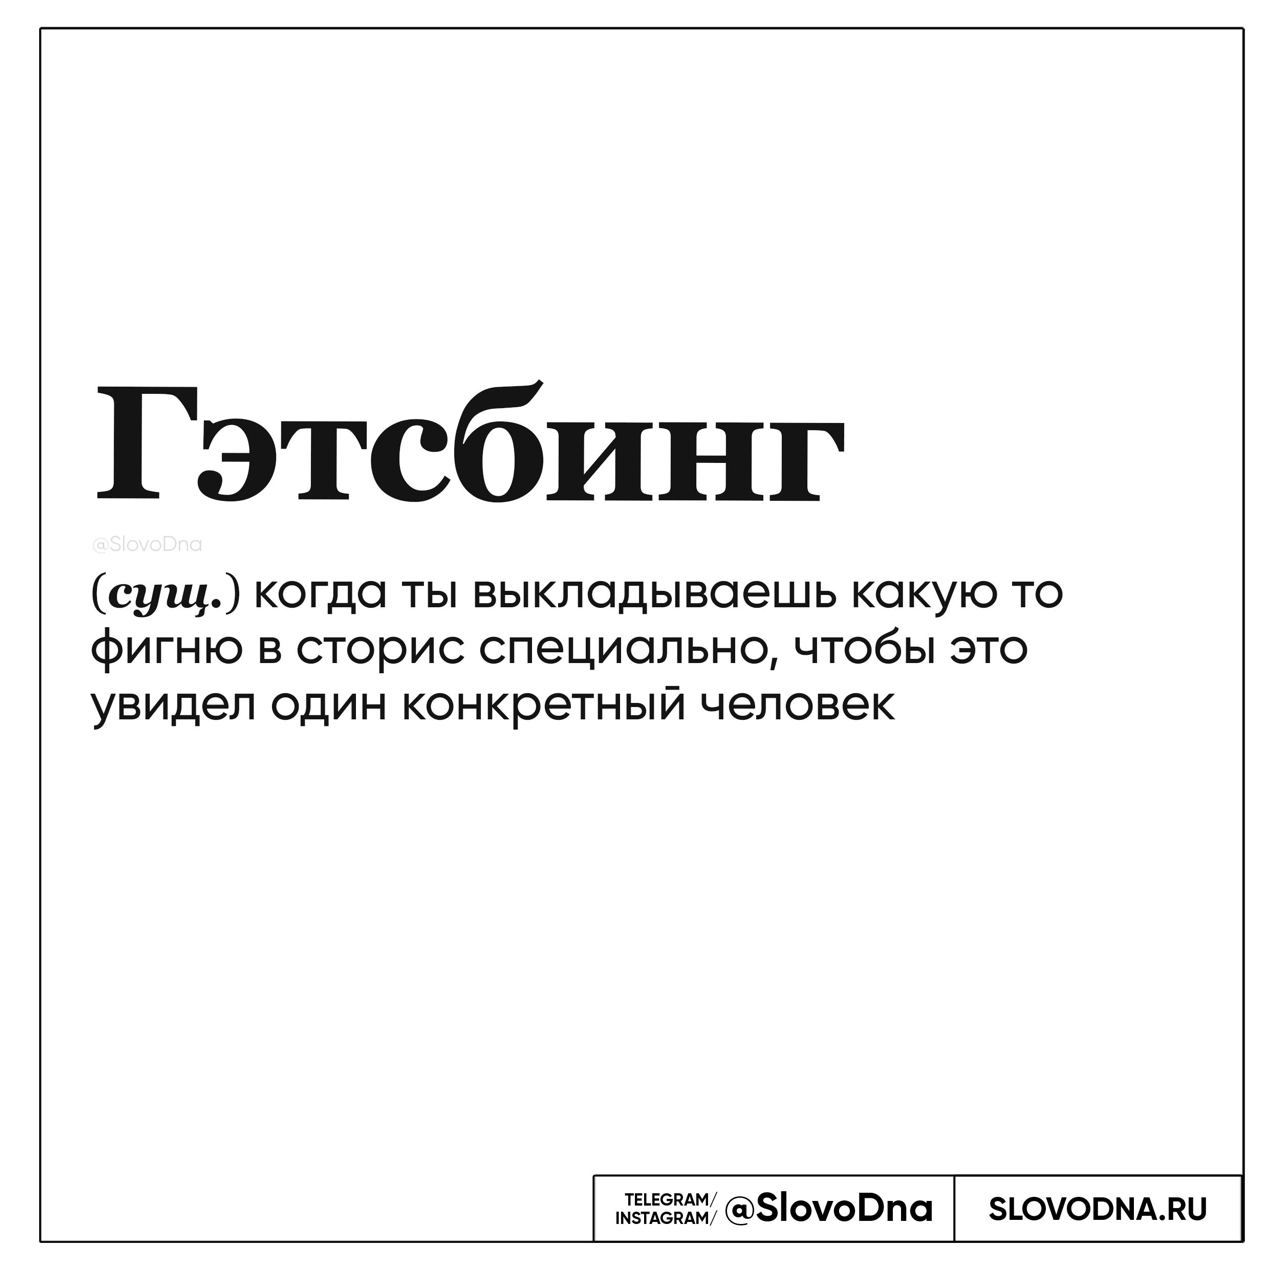 Гэтсбинг
@SlovoDna
(сущ.) когда ты выкладываешь какую то
фигню в сторис специально, чтобы это
увидел один конкретный человек
TELEGRAM/
INSTAGRAM/
@SlovoDna
SLOVODNA.RU